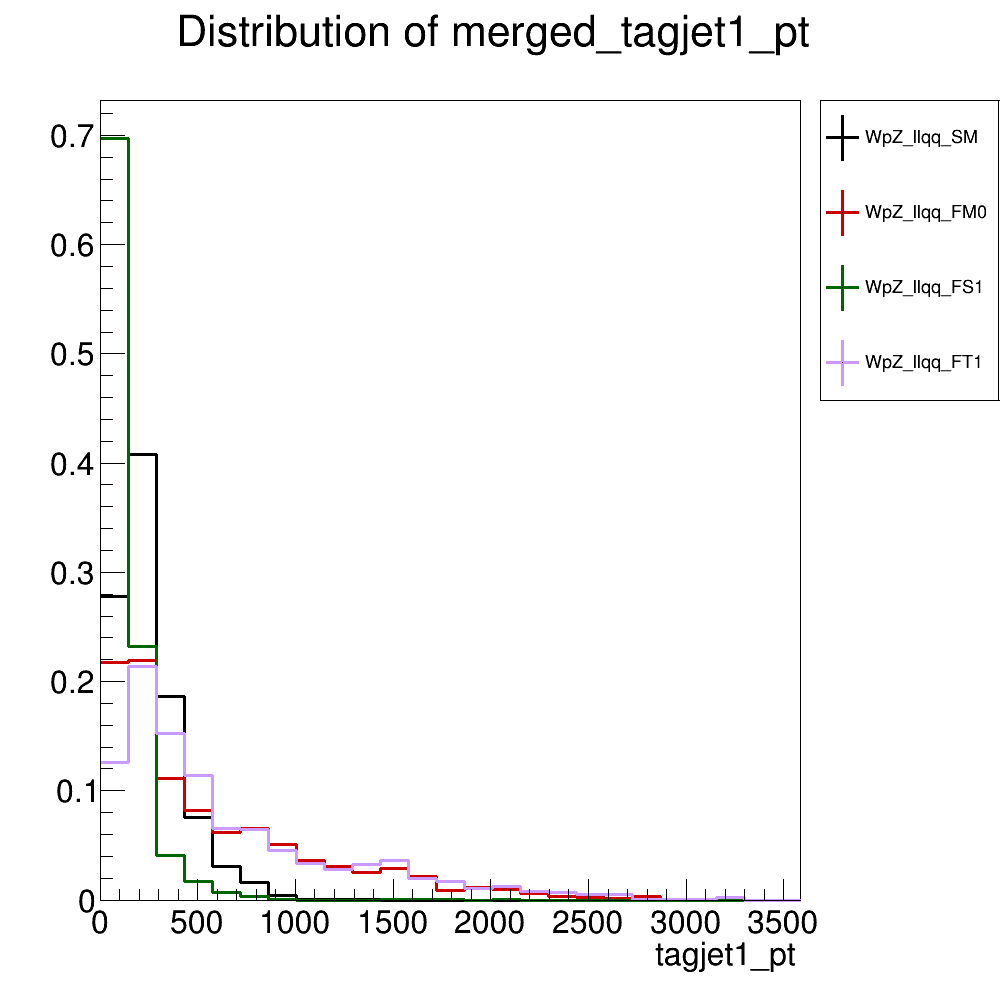 Distribution of merged_tagjet1_pt
0.7
0.6
0.5
0.4
0.3
0.2
0.1
0
0 500 1000 1500 2000 2500 3000 3500
tagjet1_pt
WpZ_llqq_SM
WpZ_llqq_FM0
WpZ_llqq_FS1
WpZ_llqq_FT1